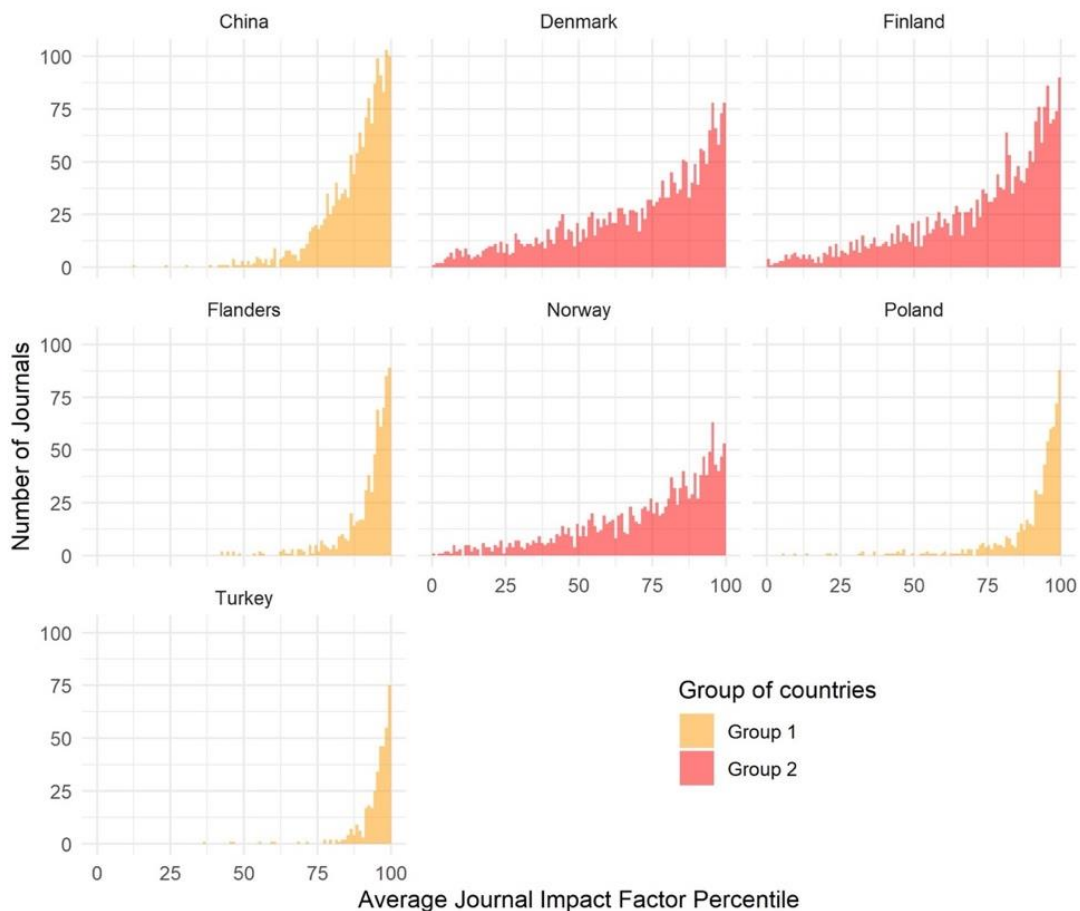 China Denmark Finland
100
75
50
25
0
Flanders Norway Poland
Number of Journals
100
75
50
25
0
0 25 50 75 100 0 25 50 75 100
Turkey
100
75
50
25
0
0 25 50 75 100
Group of countries
Group 1
Group 2
Average Journal Impact Factor Percentile